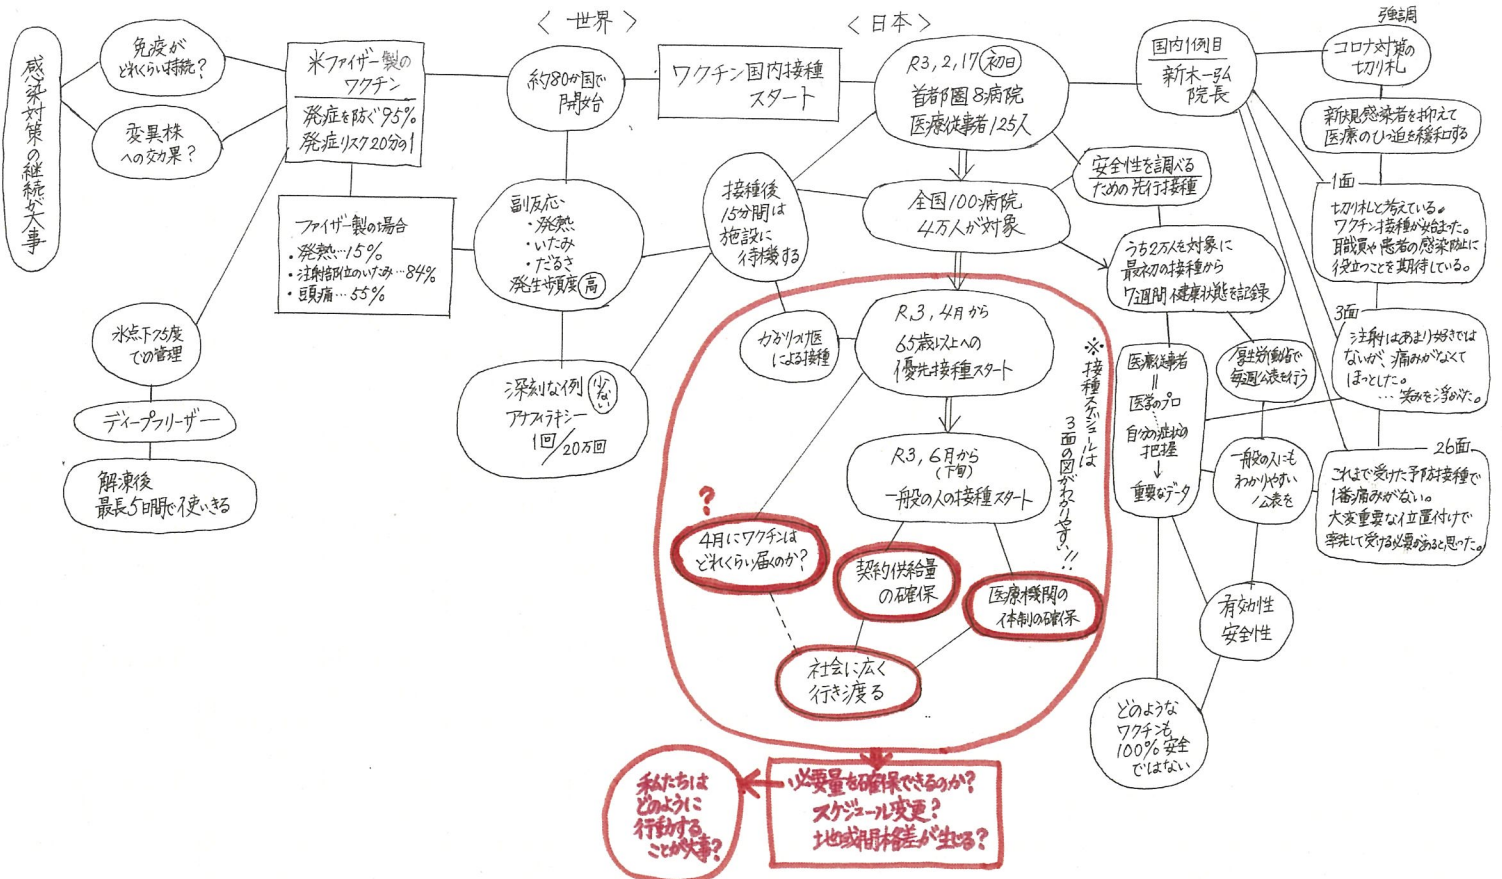 〈 世界 〉
〈 日本 〉
ワクチン国内接種
スタート
約80か国で
開始
米ファイザー製の
ワクチン
発症を防ぐ95%
発症リスク20分の1
免疫が
どれくらい持続?
変異株
への効果?
感染対策の継続が大事
ファイザー製の場合
・発熱…15%
・注射部位のいたみ…84%
・頭痛…55%
氷点下75度
での管理
ディープフリーザー
解凍後
最長5日間で使いきる
副反応
・発熱
・いたみ
・だるさ
発生頻度 高
深刻な例 少ない
アナフィラキシー
1回/20万回
接種後
15分間は
施設に
待機する
R3,2,17 初日
首都圏8病院
医療従事者125人
全国100病院
4万人が対象
安全性を調べる
ための先行接種
うち2万人を対象に
最初の接種から
7週間健康状態を記録
医療従事者
=
医学のプロ
自分の症状の
把握
↓
重要なデータ
厚生労働省で
毎週公表を行う
一般の人にも
わかりやすい
公表を
有効性
安全性
どのような
ワクチンも
100%安全
ではない
R,3,4月から
65歳以上への
優先接種スタート
かかりつけ医
による接種
R3,6月から
(下旬)
一般の人の接種スタート
※接種スケジュールは
3面の図がわかりやすい!!
?
4月にワクチンは
どれくらい届くのか?
契約供給量
の確保
医療機関の
体制の確保
社会に広く
行き渡る
必要量を確保できるのか?
スケジュール変更?
地域間格差が生じる?
私たちは
どのように
行動する
ことが大事?
国内1例目
新木一弘
院長
強調
コロナ対策の
切り札
新規感染者を抑えて
医療のひっ迫を緩和する
1面
切り札と考えている。
ワクチン接種が始まった。
職員や患者の感染防止に
役立つことを期待している。
3面
注射はあまり好きでは
ないが、痛みがなくて
ほっとした。
…笑みを浮かべた。
26面
これまで受けた予防接種で
1番痛みがない。
大変重要な位置付けで
率先して受ける必要があると思った。